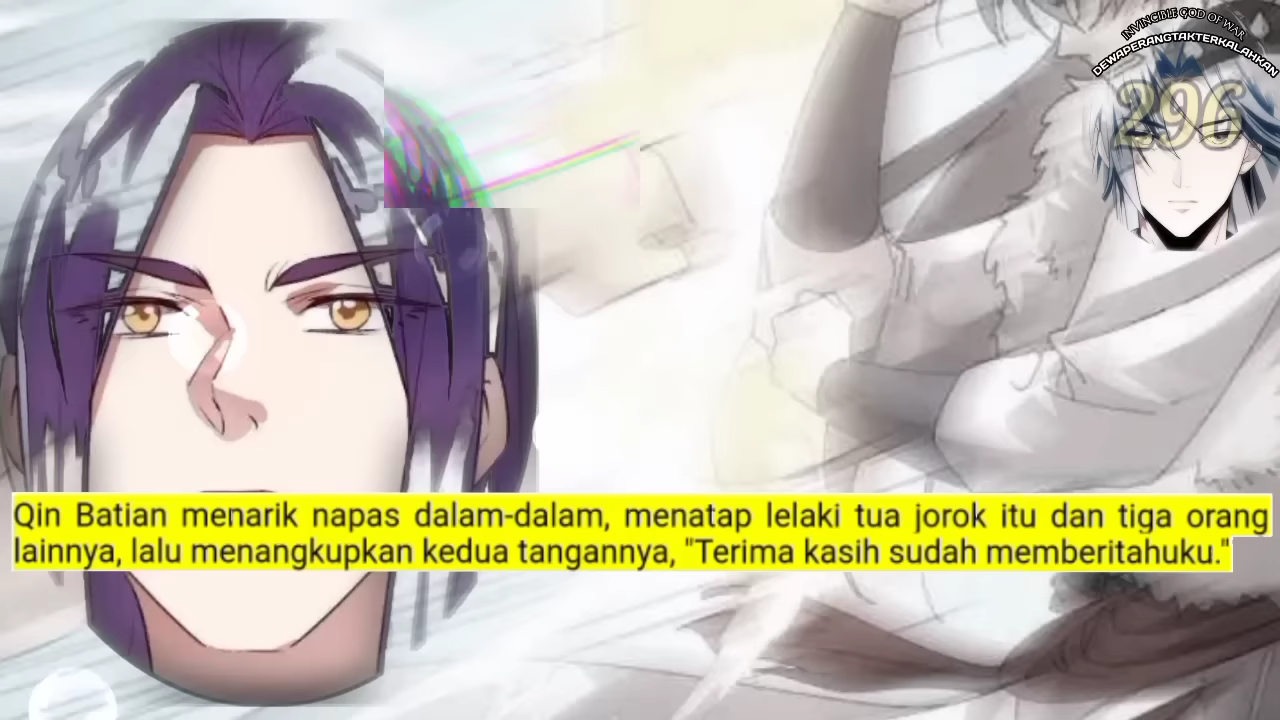 INVINCIBLE GOD OF WAR
DEWAPERANGTAKTERKALAHKAN
296
Qin Batian menarik napas dalam-dalam, menatap lelaki tua jorok itu dan tiga orang
lainnya, lalu menangkupkan kedua tangannya, "Terima kasih sudah memberitahuku."